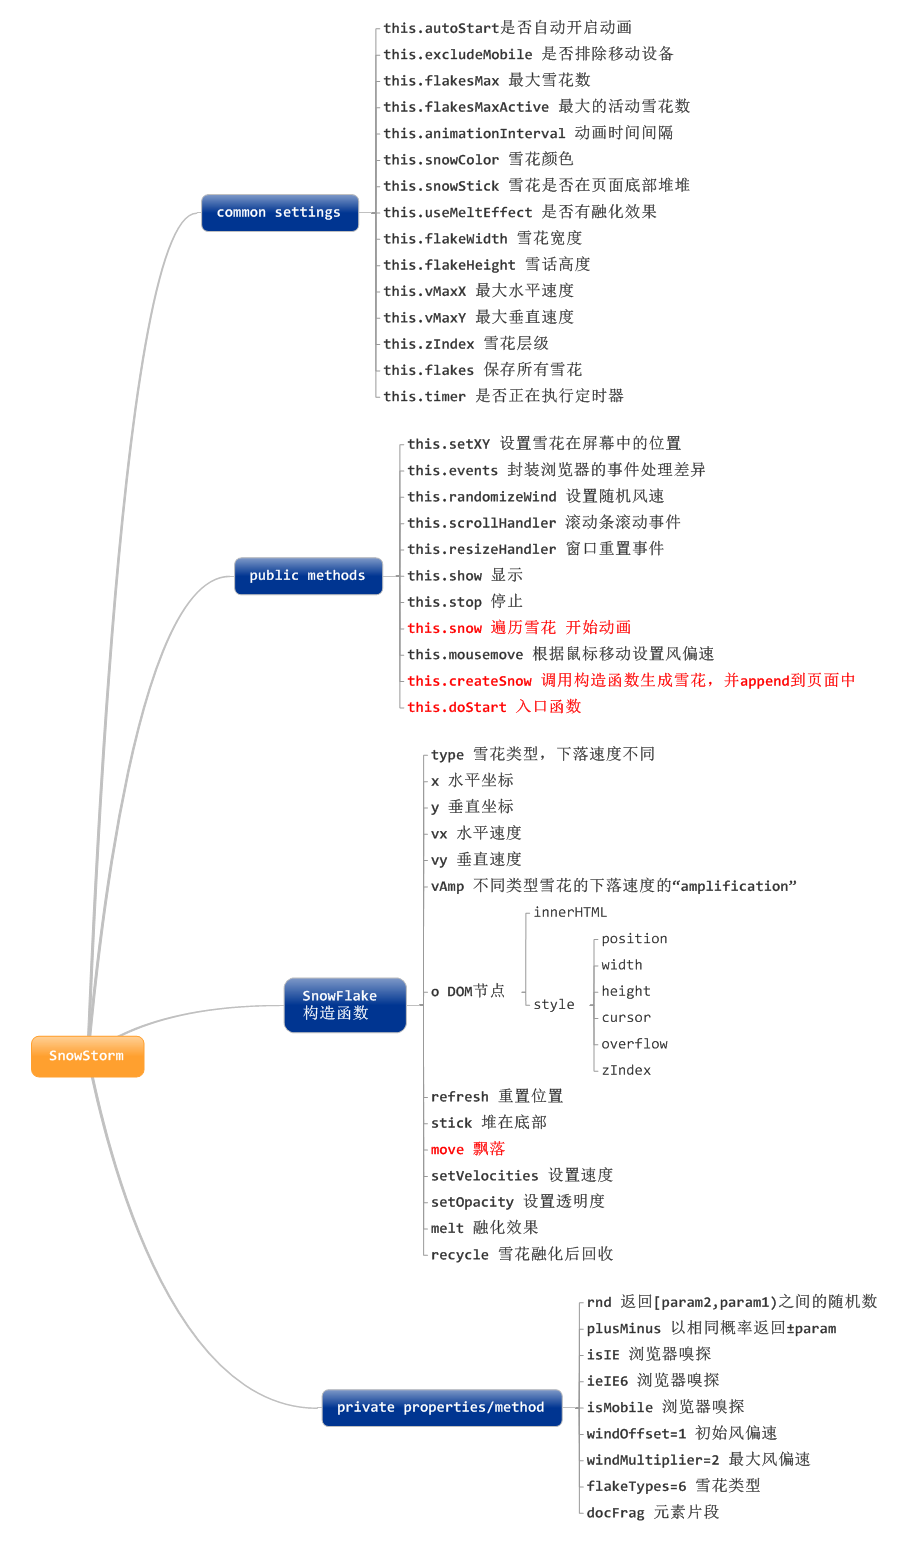 this.autoStart是否自动开启动画
this.excludeMobile 是否排除移动设备
this.flakesMax 最大雪花数
this.flakesMaxActive 最大的活动雪花数
this.animationInterval 动画时间间隔
this.snowColor 雪花颜色
this.snowStick 雪花是否在页面底部堆堆
this.useMeltEffect 是否有融化效果
this.flakeWidth 雪花宽度
this.flakeHeight 雪话高度
this.vMaxX 最大水平速度
this.vMaxY 最大垂直速度
this.zIndex 雪花层级
this.flakes 保存所有雪花
this.timer 是否正在执行定时器
common settings
this.setXY 设置雪花在屏幕中的位置
this.events 封装浏览器的事件处理差异
this.randomizeWind 设置随机风速
this.scrollHandler 滚动条滚动事件
this.resizeHandler 窗口重置事件
this.show 显示
this.stop 停止
this.snow 遍历雪花 开始动画
this.mousemove 根据鼠标移动设置风偏速
this.createSnow 调用构造函数生成雪花，并append到页面中
this.doStart 入口函数
public methods
type 雪花类型，下落速度不同
x 水平坐标
y 垂直坐标
vx 水平速度
vy 垂直速度
vAmp 不同类型雪花的下落速度的“amplification”
o DOM节点
innerHTML
style
position
width
height
cursor
overflow
zIndex
refresh 重置位置
stick 堆在底部
move 飘落
setVelocities 设置速度
setOpacity 设置透明度
melt 融化效果
recycle 雪花融化后回收
SnowFlake
构造函数
SnowStorm
rnd 返回[param2,param1)之间的随机数
plusMinus 以相同概率返回±param
isIE 浏览器嗅探
ieIE6 浏览器嗅探
isMobile 浏览器嗅探
windOffset=1 初始风偏速
windMultiplier=2 最大风偏速
flakeTypes=6 雪花类型
docFrag 元素片段
private properties/method